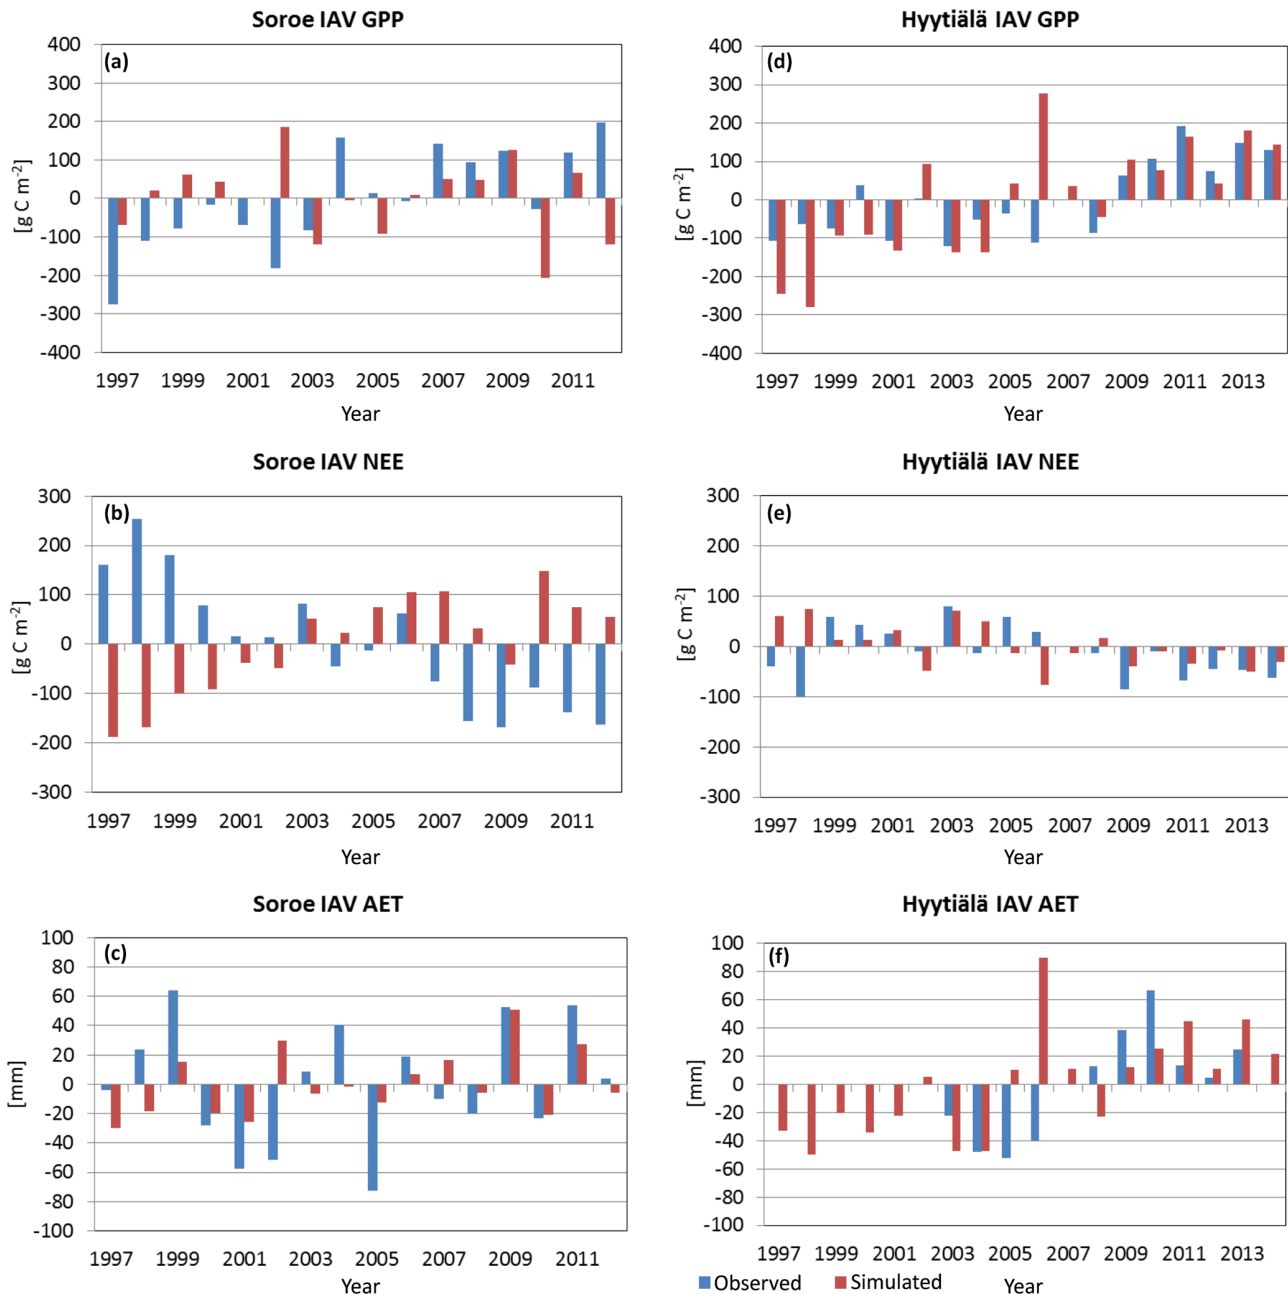 Soroe IAV GPP
(a)
[g C m-2]
400
300
200
100
0
-100
-200
-300
-400
1997 1999 2001 2003 2005 2007 2009 2011
Year
Hyytiälä IAV GPP
(d)
[g C m-2]
400
300
200
100
0
-100
-200
-300
-400
1997 1999 2001 2003 2005 2007 2009 2011 2013
Year
Soroe IAV NEE
(b)
[g C m-2]
300
200
100
0
-100
-200
-300
1997 1999 2001 2003 2005 2007 2009 2011
Year
Hyytiälä IAV NEE
(e)
[g C m-2]
300
200
100
0
-100
-200
-300
1997 1999 2001 2003 2005 2007 2009 2011 2013
Year
Soroe IAV AET
(c)
[mm]
100
80
60
40
20
0
-20
-40
-60
-80
-100
1997 1999 2001 2003 2005 2007 2009 2011
Year
Hyytiälä IAV AET
(f)
[mm]
100
80
60
40
20
0
-20
-40
-60
-80
-100
1997 1999 2001 2003 2005 2007 2009 2011 2013
Year
Observed Simulated